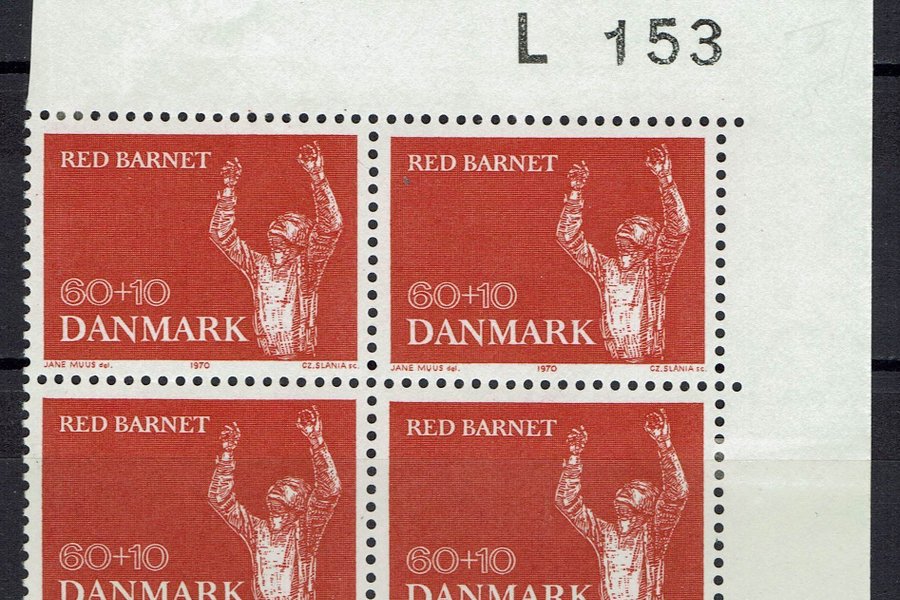 L 153
RED BARNET
60+10
DANMARK
JANE MUUS del. 1970 CZ.SLANIA sc.
RED BARNET
60+10
DANMARK
JANE MUUS del. 1970 CZ.SLANIA sc.
RED BARNET
60+10
DANMARK
RED BARNET
60+10
DANMARK